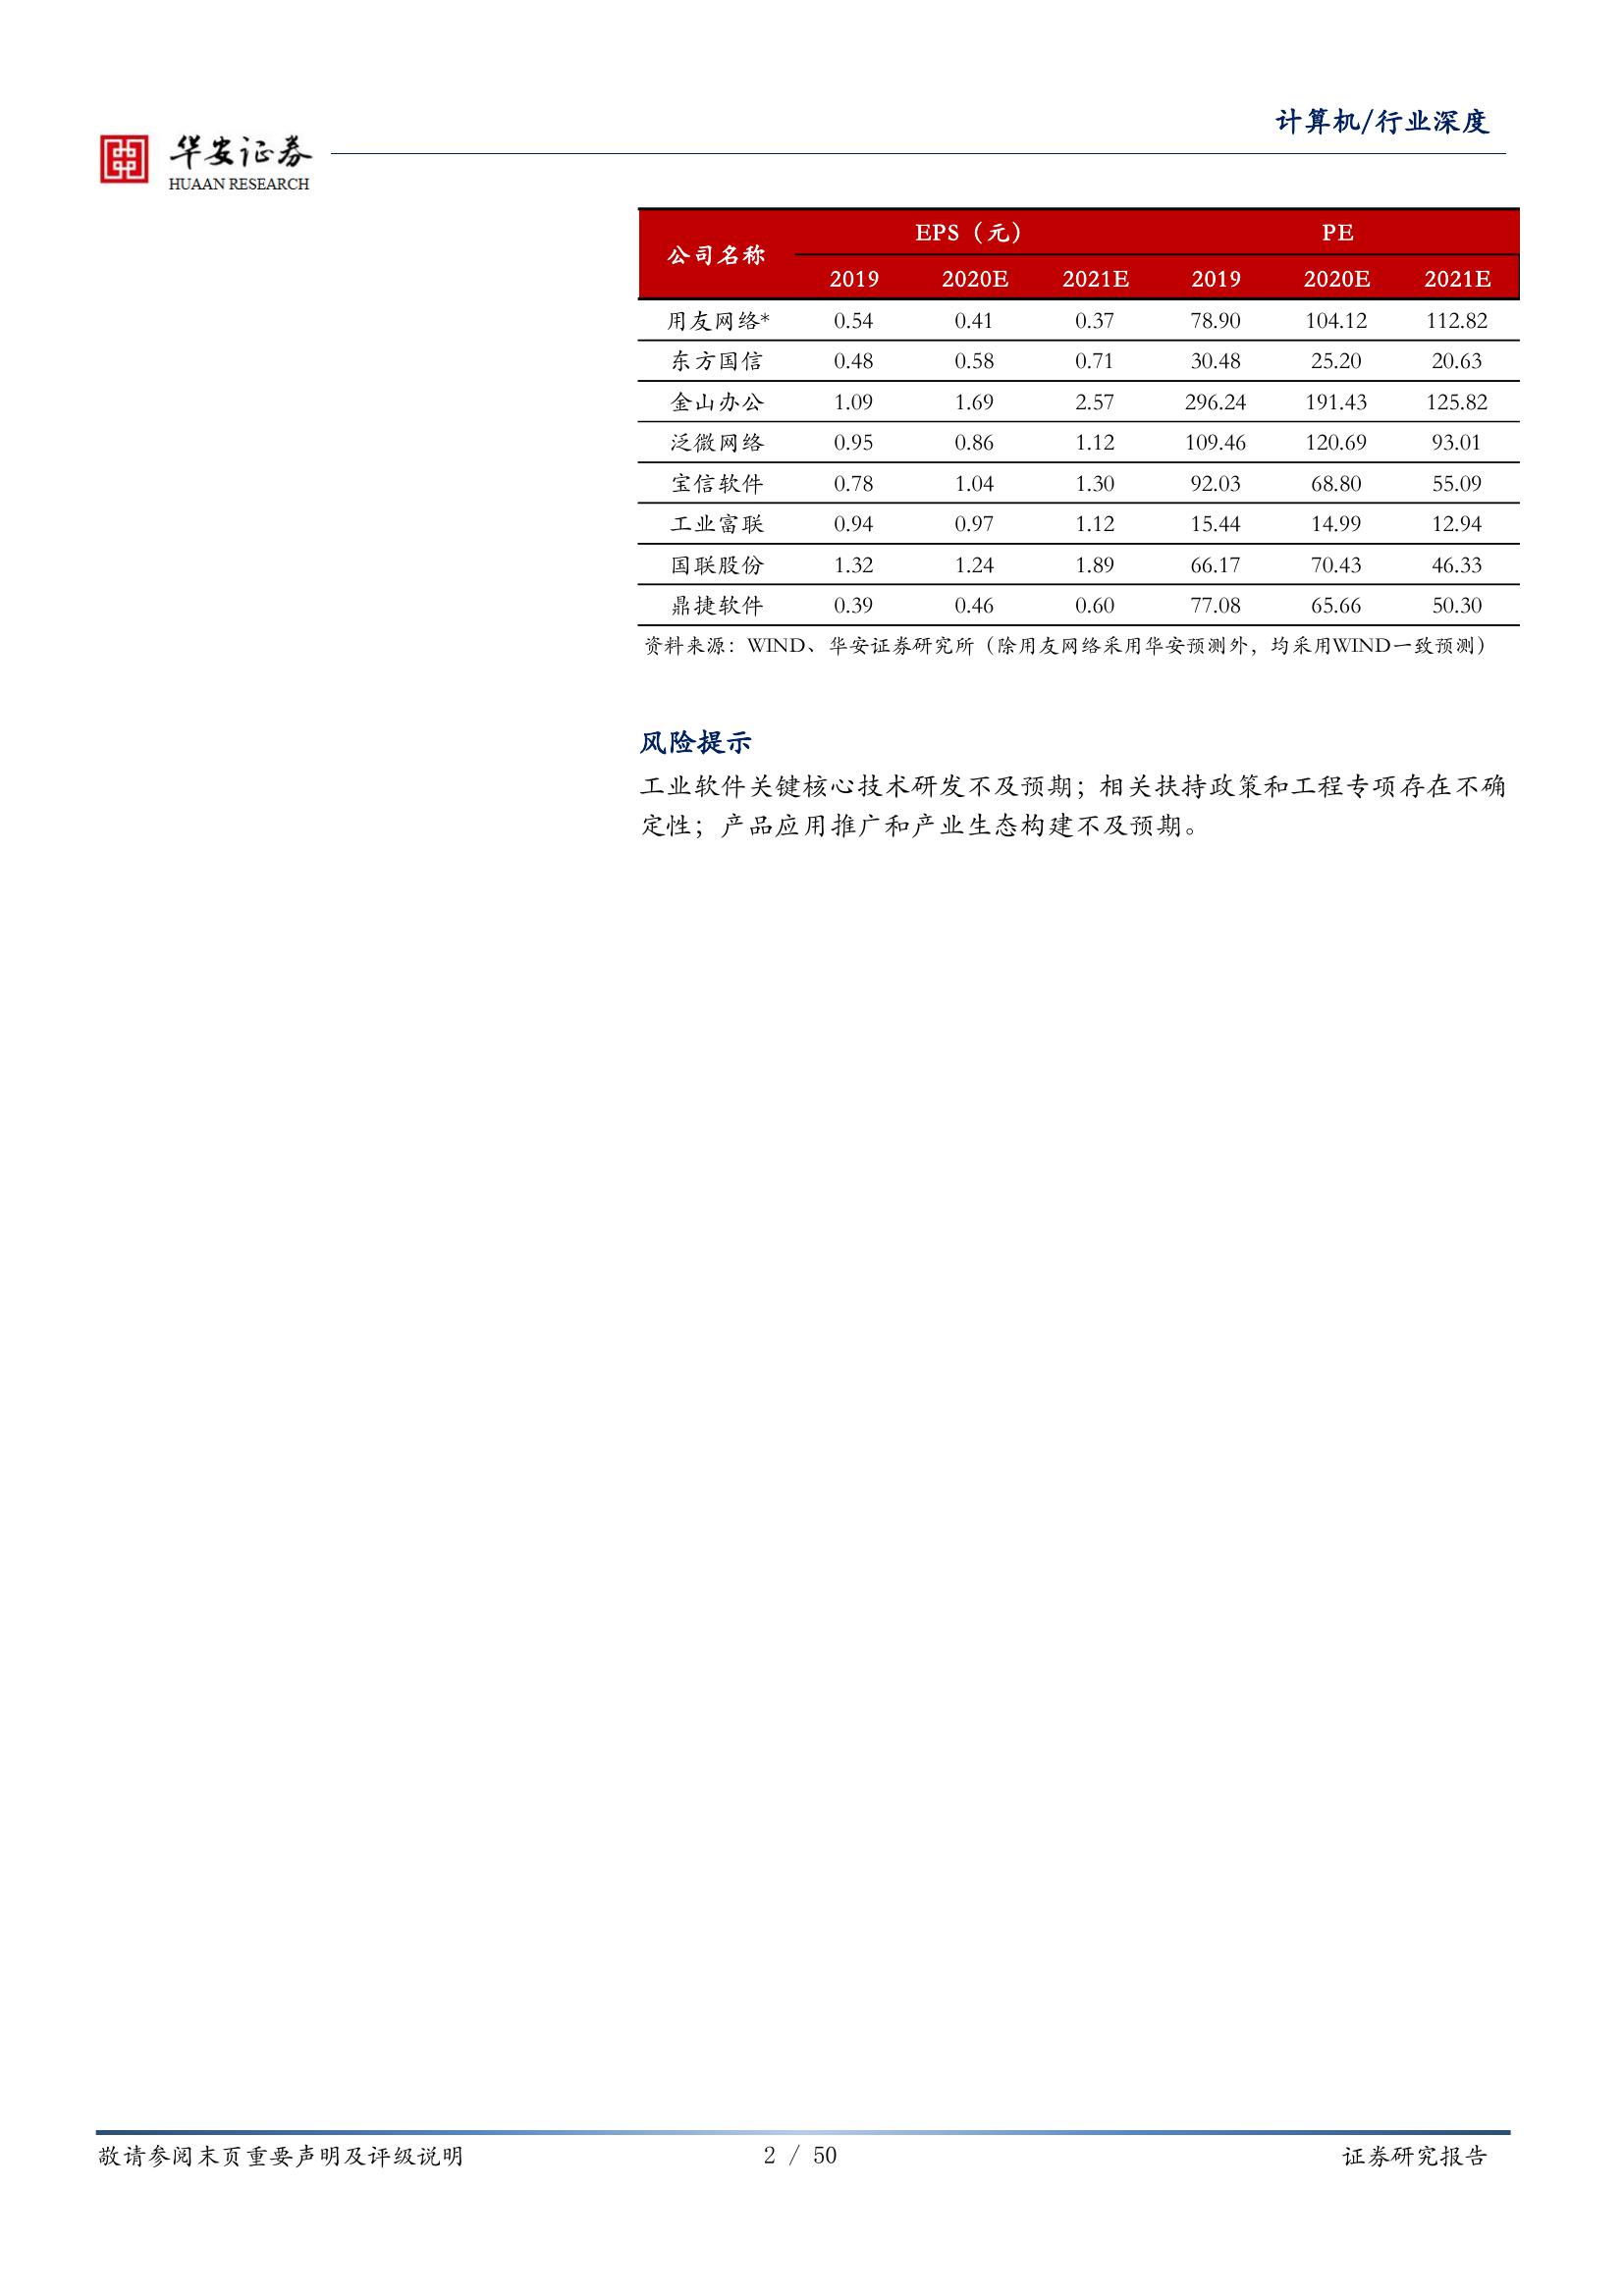 计算机/行业深度
华安证券
HUAAN RESEARCH
公司名称 EPS（元） PE
2019 2020E 2021E 2019 2020E 2021E
用友网络* 0.54 0.41 0.37 78.90 104.12 112.82
东方国信 0.48 0.58 0.71 30.48 25.20 20.63
金山办公 1.09 1.69 2.57 296.24 191.43 125.82
泛微网络 0.95 0.86 1.12 109.46 120.69 93.01
宝信软件 0.78 1.04 1.30 92.03 68.80 55.09
工业富联 0.94 0.97 1.12 15.44 14.99 12.94
国联股份 1.32 1.24 1.89 66.17 70.43 46.33
鼎捷软件 0.39 0.46 0.60 77.08 65.66 50.30
资料来源：WIND、华安证券研究所（除用友网络采用华安预测外，均采用WIND一致预测）
风险提示
工业软件关键核心技术研发不及预期；相关扶持政策和工程专项存在不确
定性；产品应用推广和产业生态构建不及预期。
敬请参阅末页重要声明及评级说明 2 / 50 证券研究报告